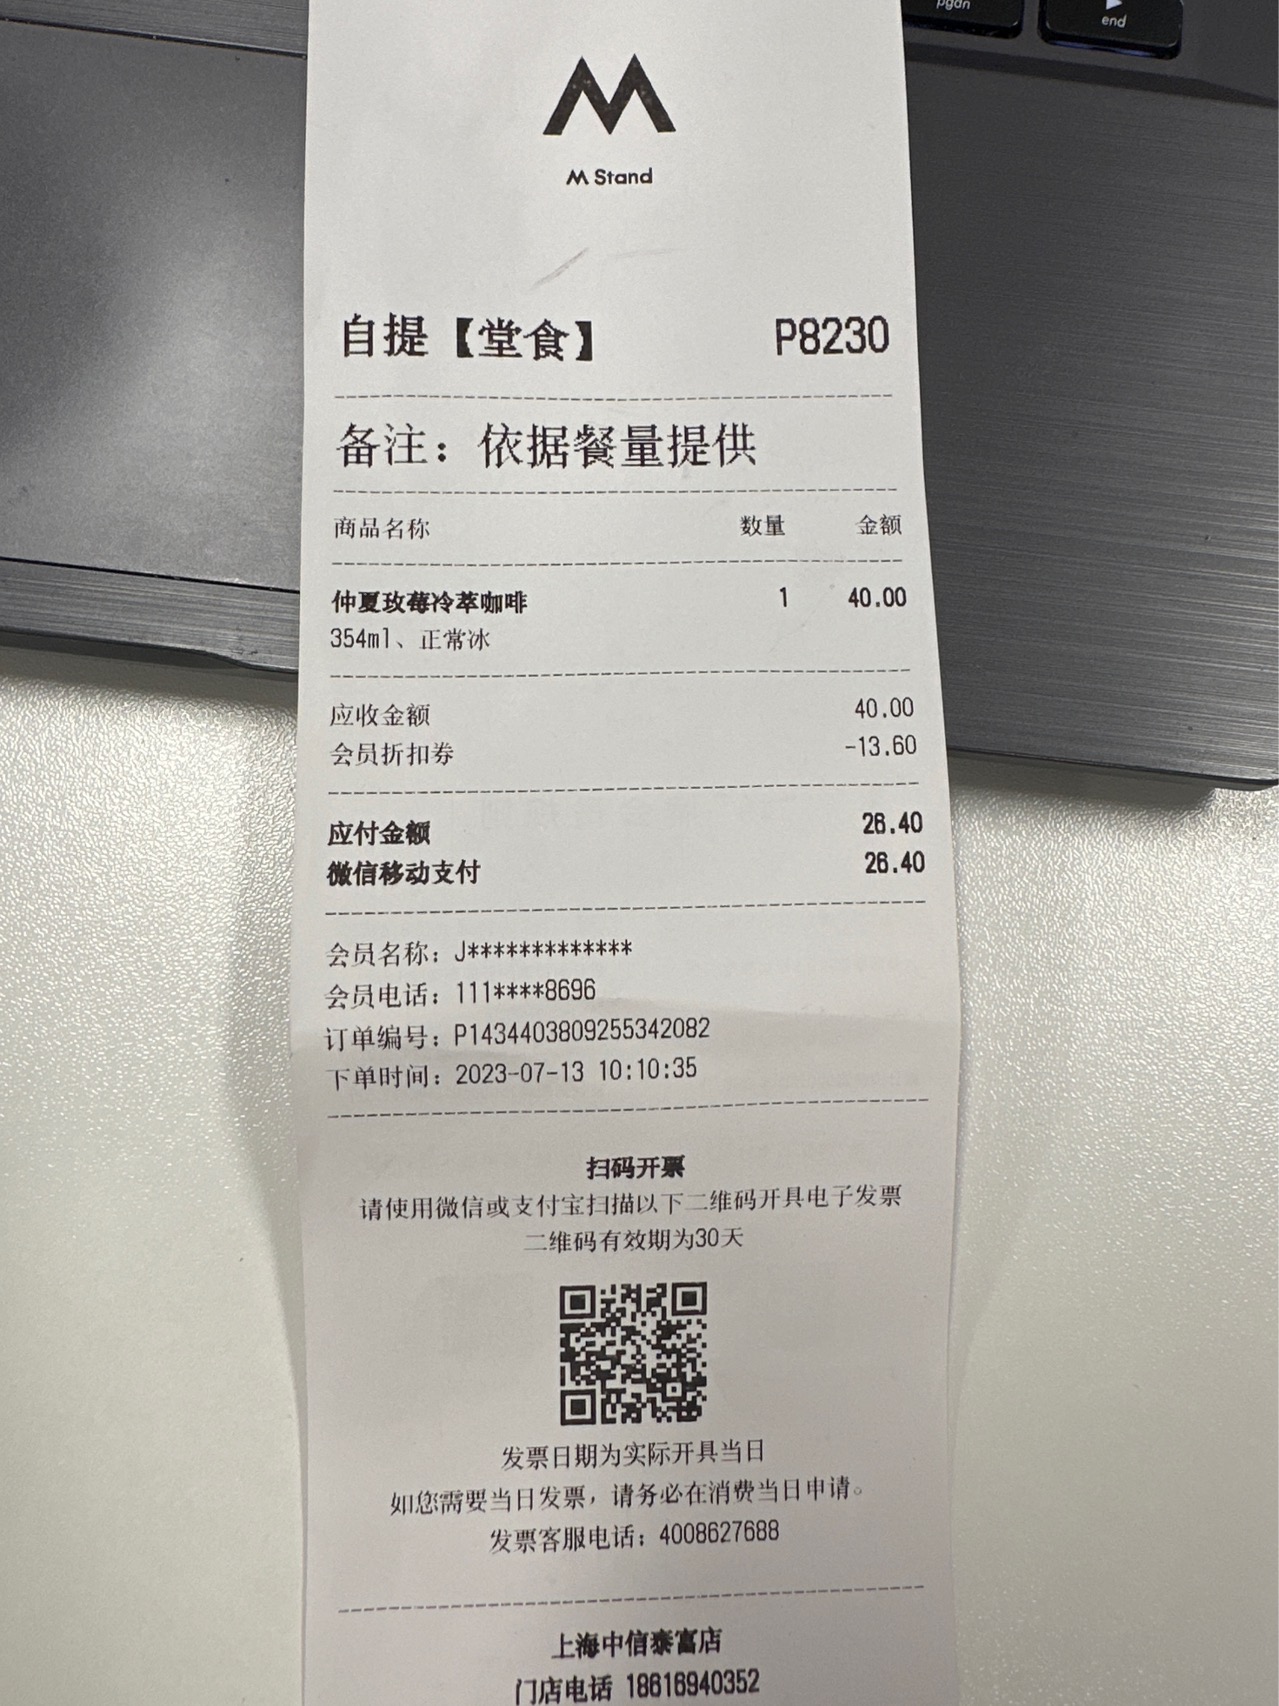 pgdn
end
M Stand
自提【堂食】 P8230
备注：依据餐量提供
商品名称 数量 金额
仲夏玫莓冷萃咖啡 1 40.00
354ml、正常冰
应收金额 40.00
会员折扣券 -13.60
应付金额 26.40
微信移动支付 26.40
会员名称：J*************
会员电话：111****8696
订单编号：P1434403809255342082
下单时间：2023-07-13 10:10:35
扫码开票
请使用微信或支付宝扫描以下二维码开具电子发票
二维码有效期为30天
发票日期为实际开具当日
如您需要当日发票，请务必在消费当日申请。
发票客服电话：4008627688
上海中信泰富店
门店电话 18616940352